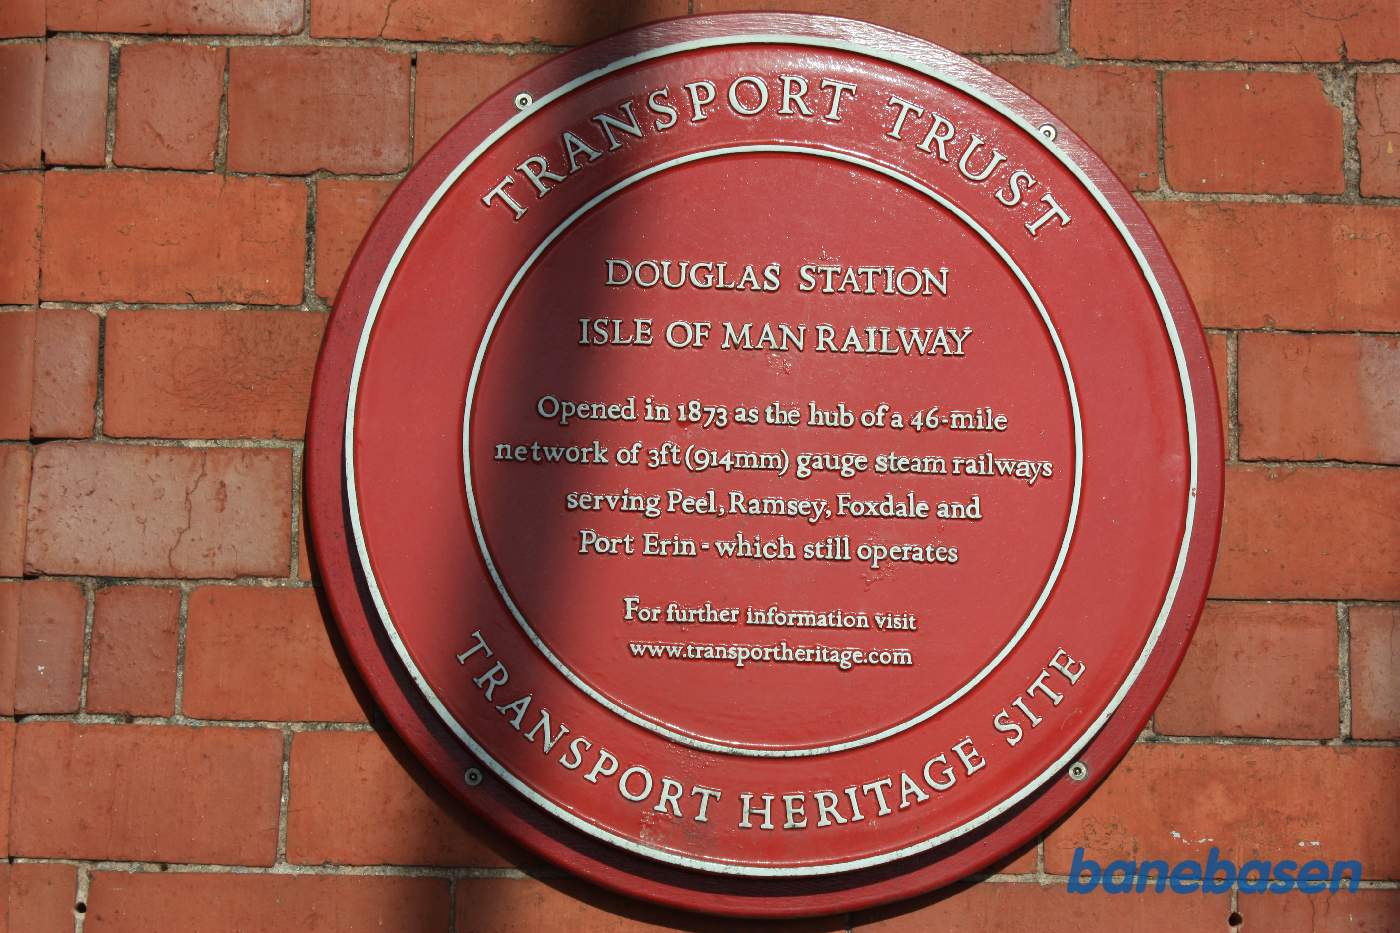 TRANSPORT TRUST
DOUGLAS STATION
ISLE OF MAN RAILWAY
Opened in 1873 as the hub of a 46-mile
network of 3ft (914mm) gauge steam railways
serving Peel, Ramsey, Foxdale and
Port Erin - which still operates
For further information visit
www.transportheritage.com
TRANSPORT HERITAGE SITE
banebasen